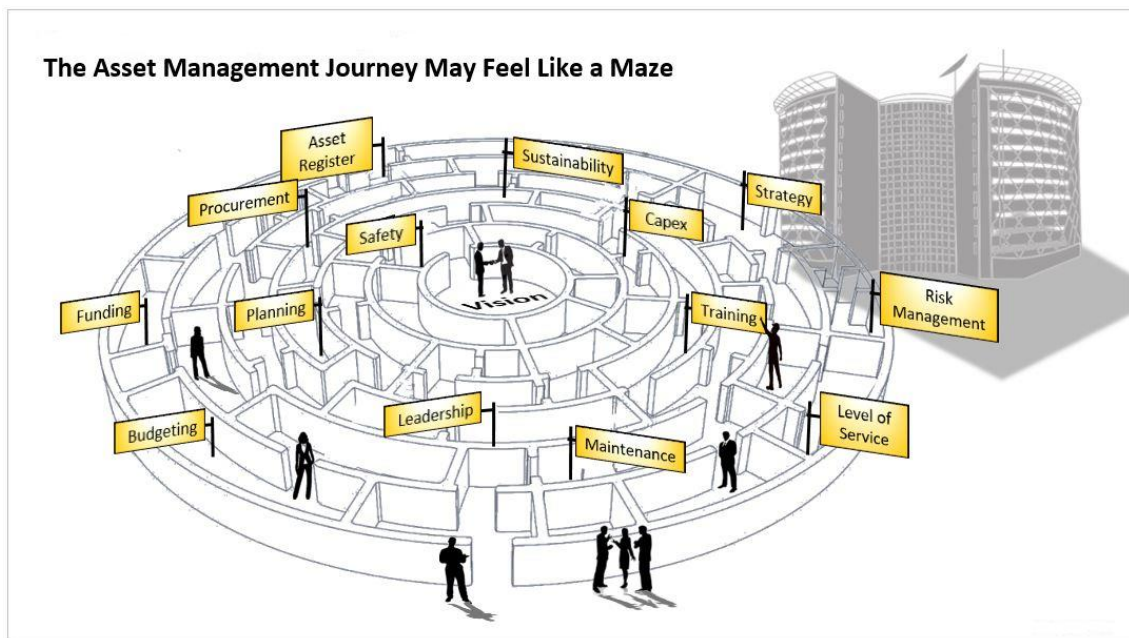 The Asset Management Journey May Feel Like a Maze
Asset
Register
Sustainability
Strategy
Procurement
Capex
Safety
Vision
Funding
Planning
Training
Risk
Management
Leadership
Level of
Service
Budgeting
Maintenance